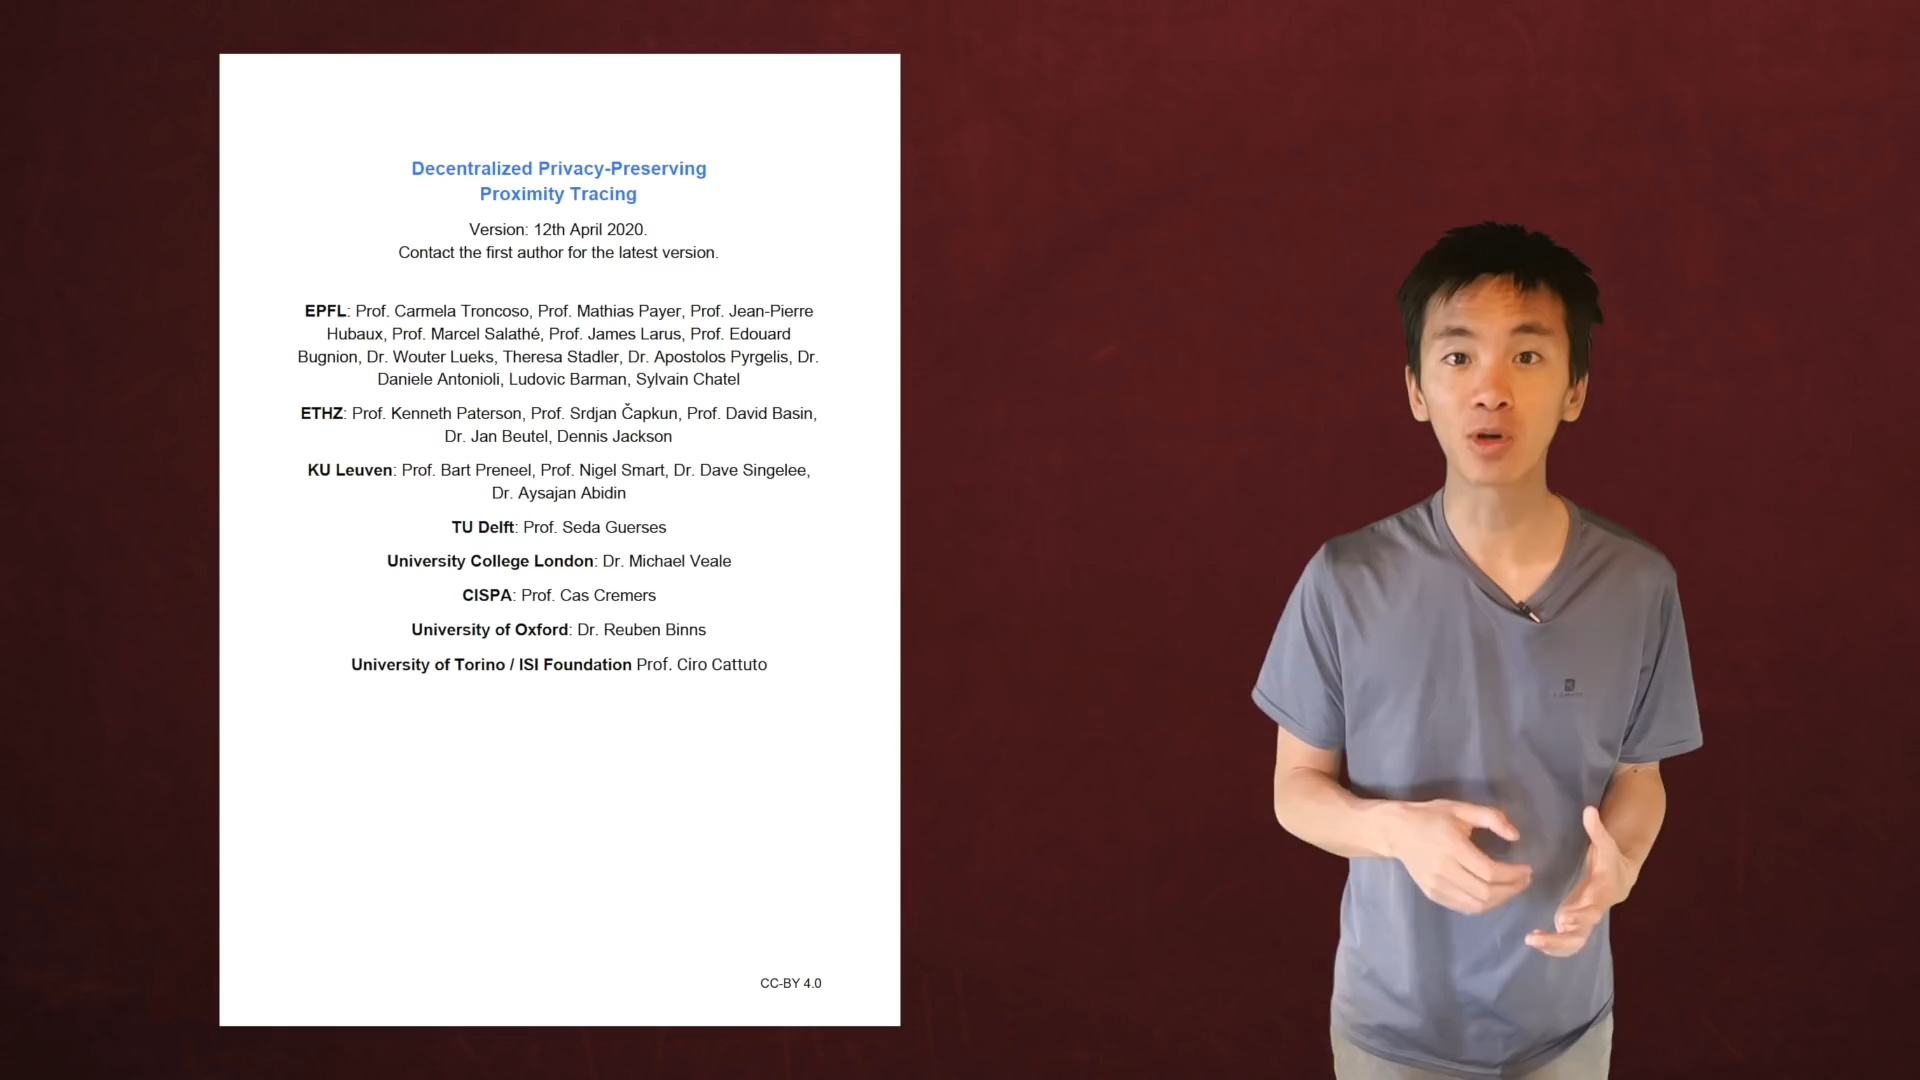 Decentralized Privacy-Preserving
Proximity Tracing
Version: 12th April 2020.
Contact the first author for the latest version.
EPFL: Prof. Carmela Troncoso, Prof. Mathias Payer, Prof. Jean-Pierre
Hubaux, Prof. Marcel Salathé, Prof. James Larus, Prof. Edouard
Bugnion, Dr. Wouter Lueks, Theresa Stadler, Dr. Apostolos Pyrgelis, Dr.
Daniele Antonioli, Ludovic Barman, Sylvain Chatel
ETHZ: Prof. Kenneth Paterson, Prof. Srdjan Čapkun, Prof. David Basin,
Dr. Jan Beutel, Dennis Jackson
KU Leuven: Prof. Bart Preneel, Prof. Nigel Smart, Dr. Dave Singelee,
Dr. Aysajan Abidin
TU Delft: Prof. Seda Guerses
University College London: Dr. Michael Veale
CISPA: Prof. Cas Cremers
University of Oxford: Dr. Reuben Binns
University of Torino / ISI Foundation Prof. Ciro Cattuto
CC-BY 4.0